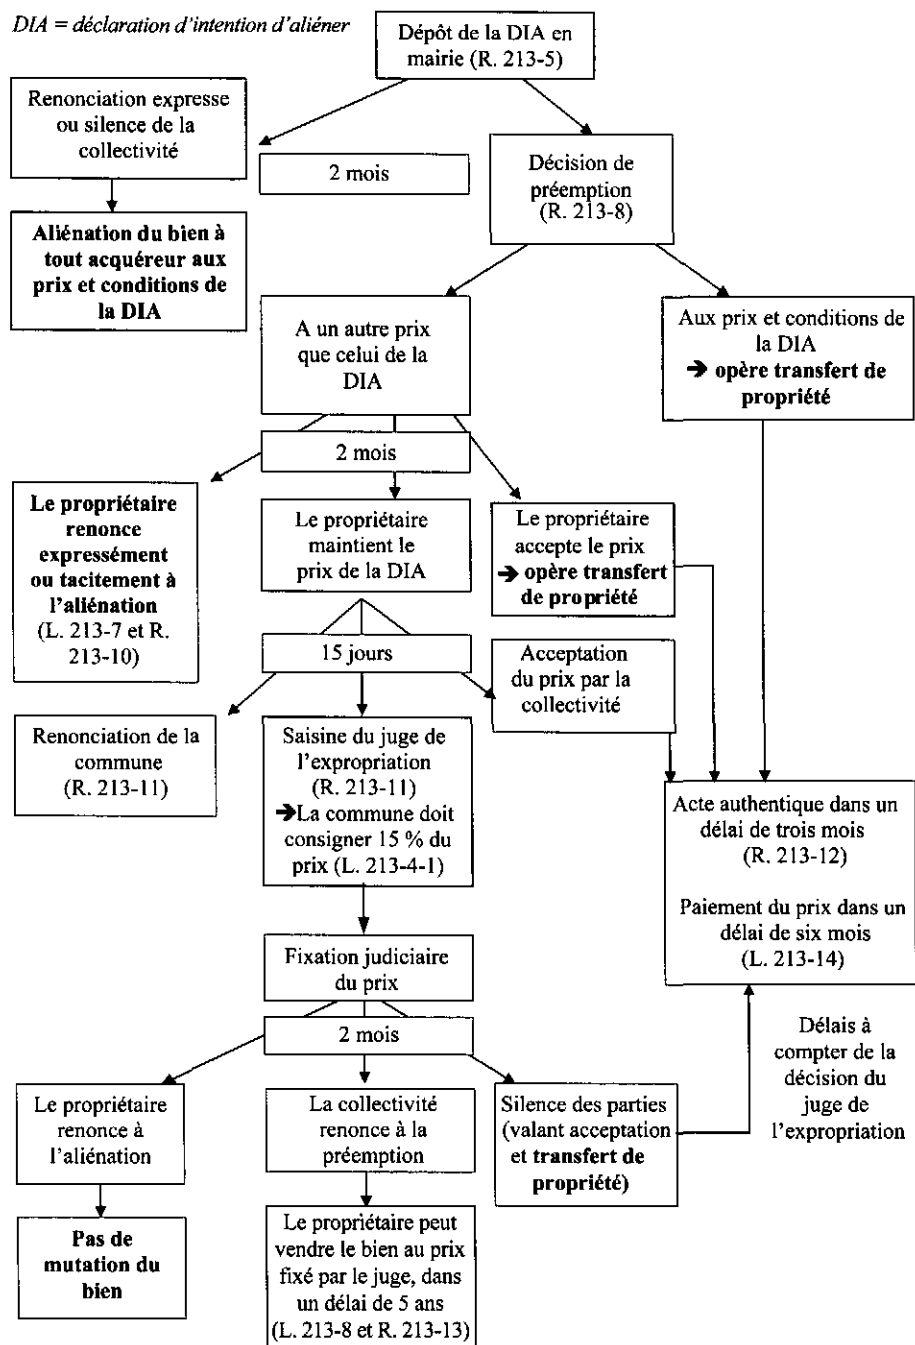 DIA = déclaration d'intention d'aliéner
Dépôt de la DIA en
mairie (R. 213-5)
Renonciation expresse
ou silence de la
collectivité
2 mois
Décision de
préemption
(R. 213-8)
Aliénation du bien à
tout acquéreur aux
prix et conditions de
la DIA
A un autre prix
que celui de la
DIA
Aux prix et conditions de
la DIA
➔ opère transfert de
propriété
2 mois
Le propriétaire
renonce
expressément
ou tacitement à
l'aliénation
(L. 213-7 et R.
213-10)
Le propriétaire
maintient le
prix de la DIA
Le propriétaire
accepte le prix
➔ opère transfert
de propriété
15 jours
Acceptation
du prix par la
collectivité
Renonciation de la
commune
(R. 213-11)
Saisine du juge de
l'expropriation
(R. 213-11)
➔La commune doit
consigner 15 % du
prix (L. 213-4-1)
Acte authentique dans un
délai de trois mois
(R. 213-12)
Paiement du prix dans un
délai de six mois
(L. 213-14)
Fixation judiciaire
du prix
2 mois
Délais à
compter de la
décision du
juge de
l'expropriation
Le propriétaire
renonce à
l'aliénation
La collectivité
renonce à la
préemption
Silence des parties
(valant acceptation
et transfert de
propriété)
Pas de
mutation du
bien
Le propriétaire peut
vendre le bien au prix
fixé par le juge, dans
un délai de 5 ans
(L. 213-8 et R. 213-13)